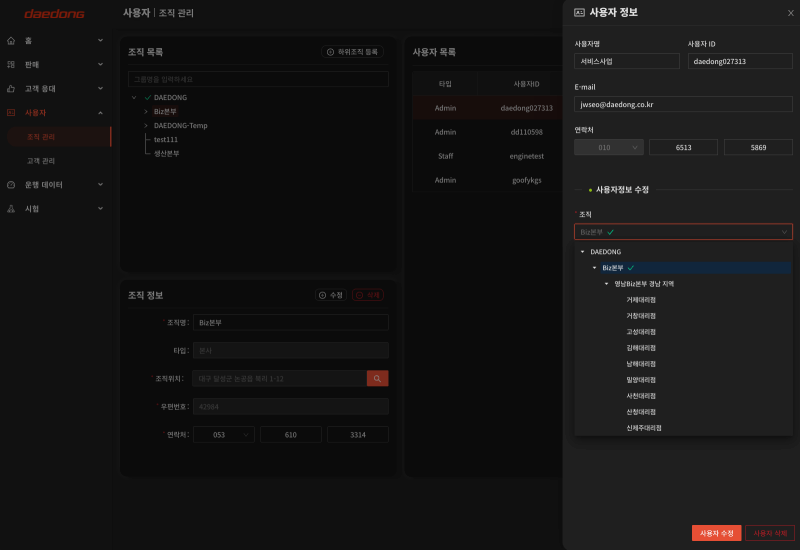 daedong
홈
판매
고객 응대
사용자
조직 관리
고객 관리
운행 데이터
시험
사용자 | 조직 관리
조직 목록
하위조직 등록
그룹명을 입력하세요
DAEDONG
Biz본부
DAEDONG-Temp
test111
생산본부
조직 정보
수정
삭제
* 조직명: Biz본부
타입: 본사
* 조직위치: 대구 달성군 논공읍 북리 1-12
* 우편번호: 42984
* 연락처: 053 610 3314
사용자 목록
타입 사용자ID
Admin daedong027313
Admin dd110598
Staff enginetest
Admin goofykgs
사용자 정보
사용자명 사용자 ID
서비스사업 daedong027313
E-mail
jwseo@daedong.co.kr
연락처
010 6513 5869
사용자정보 수정
* 조직
Biz본부
DAEDONG
Biz본부
영남Biz본부 경남 지역
거제대리점
거창대리점
고성대리점
김해대리점
남해대리점
밀양대리점
사천대리점
산청대리점
신제주대리점
사용자 수정
사용자 삭제